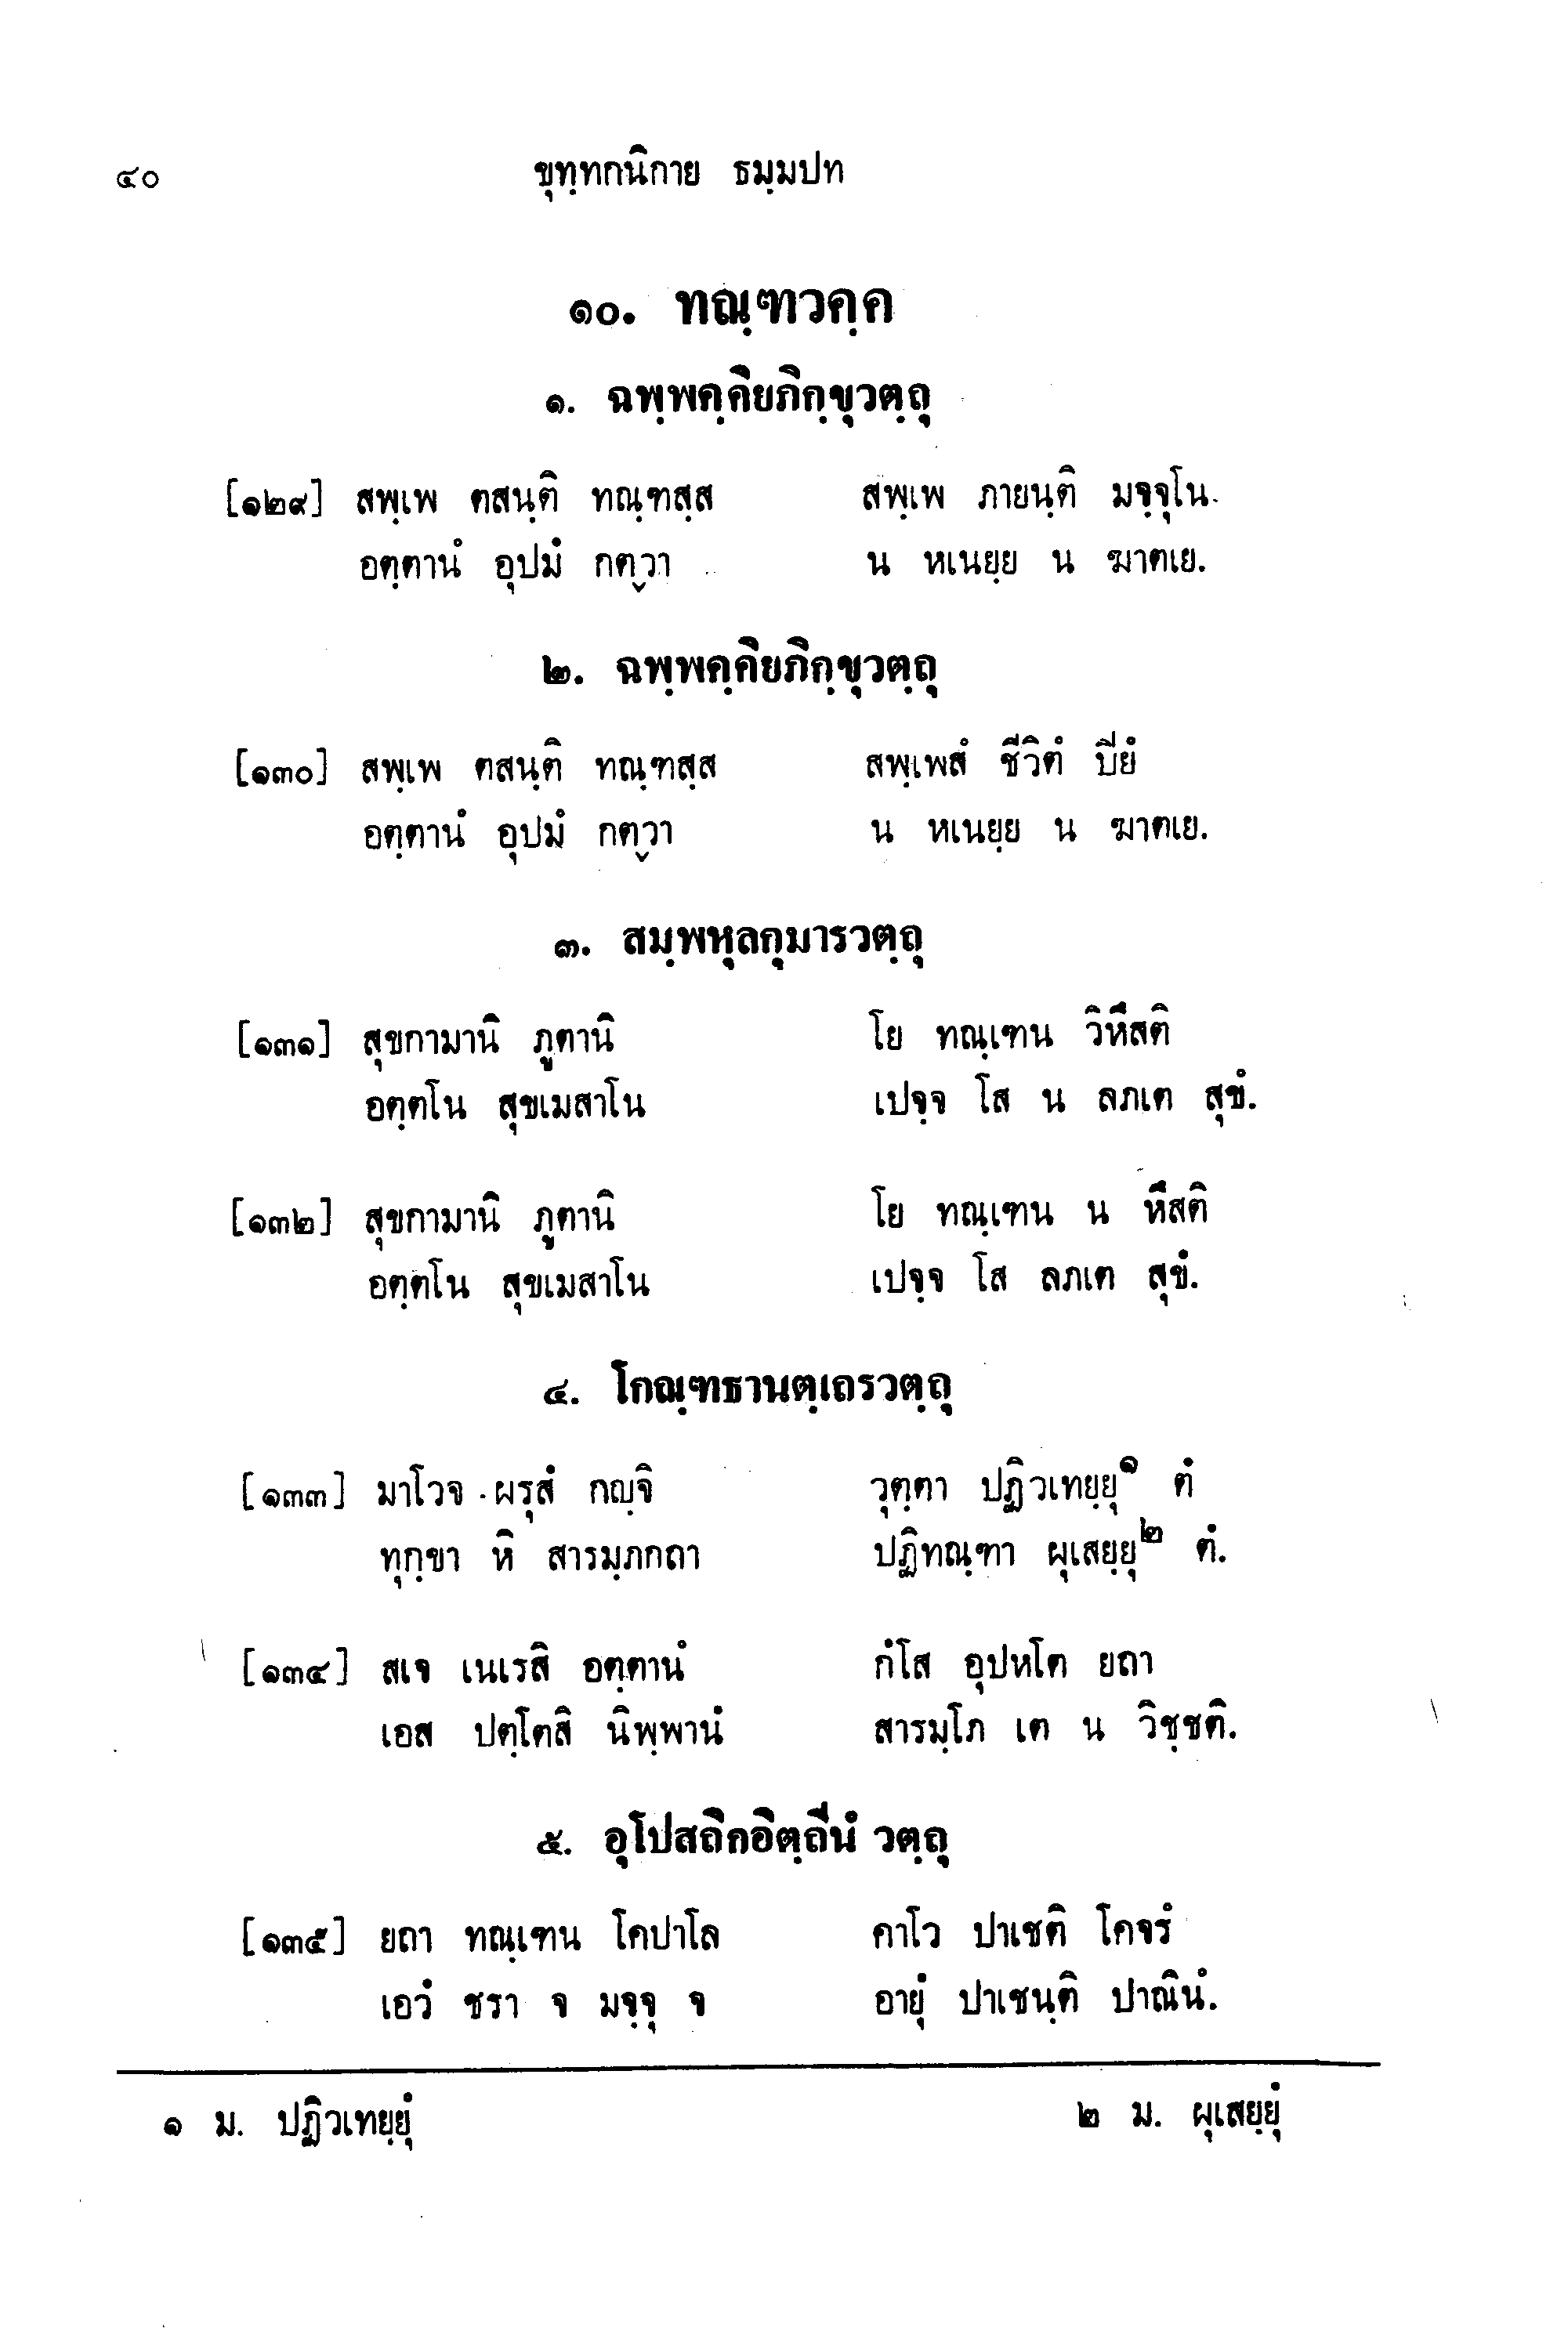 ๔๐ ขุทฺทกนิกาย ธมฺมปท
๑๐. ทณฺฑวคฺค
๑. ฉพฺพคฺคิยภิกฺขุวตฺถุ
[๑๒๙] สพฺเพ ตสนฺติ ทณฺฑสฺส สพฺเพ ภายนฺติ มจฺจุโน
อตฺตานํ อุปมํ กตฺวา น หเนยฺย น ฆาตเย.
๒. ฉพฺพคฺคิยภิกฺขุวตฺถุ
[๑๓๐] สพฺเพ ตสนฺติ ทณฺฑสฺส สพฺเพสํ ชีวิตํ ปิยํ
อตฺตานํ อุปมํ กตฺวา น หเนยฺย น ฆาตเย.
๓. สมฺพหุลกุมารวตฺถุ
[๑๓๑] สุขกามานิ ภูตานิ โย ทณฺเฑน วิหึสติ
อตฺตโน สุขเมสาโน เปจฺจ โส น ลภเต สุขํ.
[๑๓๒] สุขกามานิ ภูตานิ โย ทณฺเฑน น หึสติ
อตฺตโน สุขเมสาโน เปจฺจ โส ลภเต สุขํ.
๔. โกณฺฑธานตฺเถรวตฺถุ
[๑๓๓] มาโวจ ผรุสํ กญฺจิ วุตฺตา ปฏิวเทยฺยุ๑ ตํ
ทุกฺขา หิ สารมฺภกถา ปฏิทณฺฑา ผุเสยฺยุ๒ ตํ.
[๑๓๔] สเจ เนเรสิ อตฺตานํ กํโส อุปหโต ยถา
เอส ปตฺโตสิ นิพฺพานํ สารมฺโภ เต น วิชฺชติ.
๕. อุโปสถิกอิตฺถีนํ วตฺถุ
[๑๓๕] ยถา ทณฺเฑน โคปาโล คาโว ปาเชติ โคจรํ
เอวํ ชรา จ มจฺจุ จ อายุํ ปาเชนฺติ ปาณินํ.
๑ ม. ปฏิวเทยฺยุํ ๒ ม. ผุเสยฺยุํ